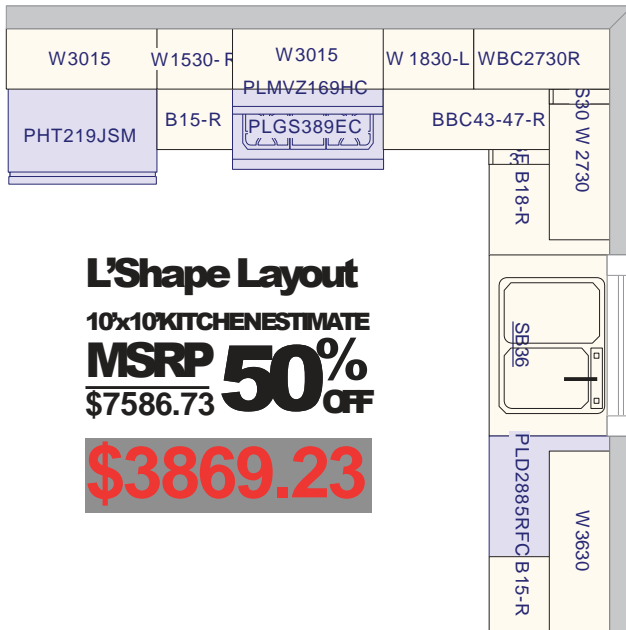 W3015
W1530-R
W3015
W 1830-L
WBC2730R
PLMVZ169HC
PHT219JSM
B15-R
PLGS389EC
BBC43-47-R
S30 W 2730
B18-R
SB36
L'Shape Layout
10'x10'KITCHENESTIMATE
MSRP
$7586.73
50%
OFF
$3869.23
PLD2885RFC
B15-R
W3630